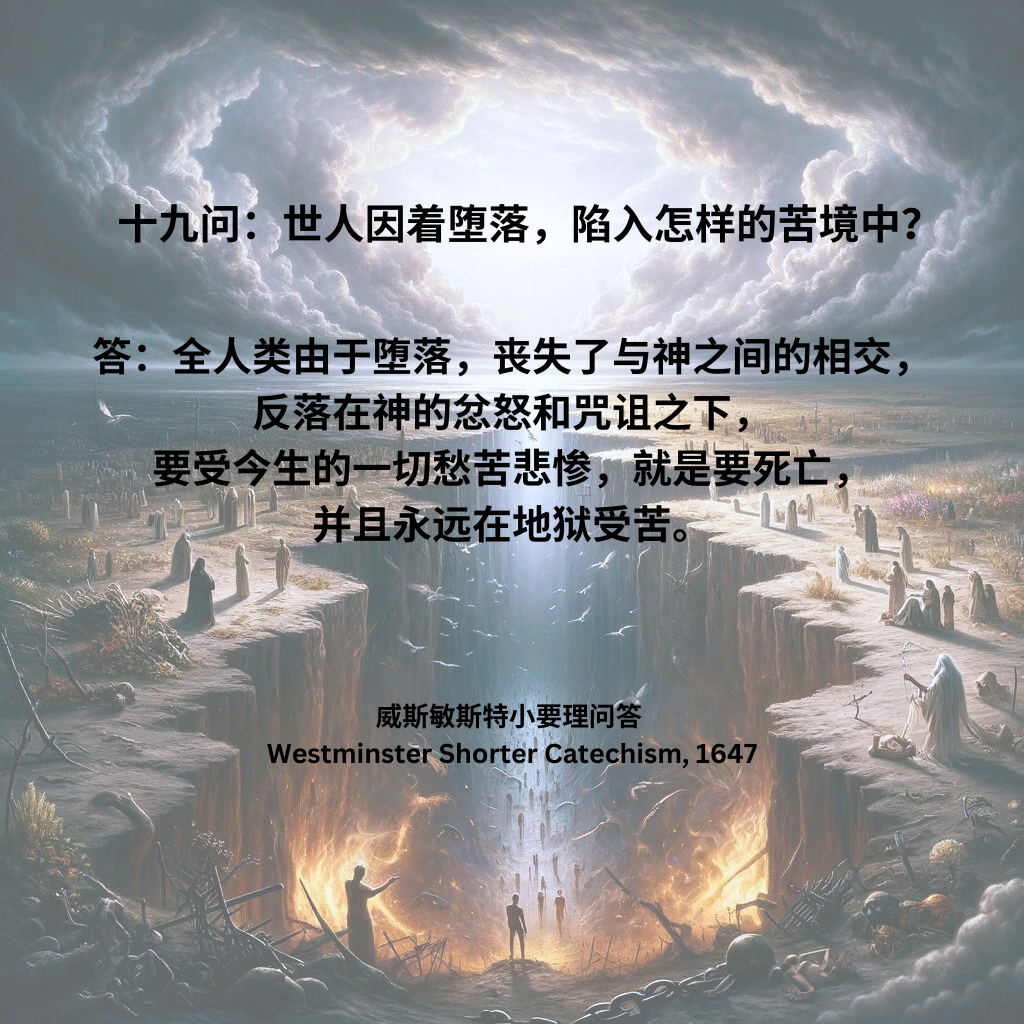 十九问：世人因着堕落，陷入怎样的苦境中？
答：全人类由于堕落，丧失了与神之间的相交，
反落在神的忿怒和咒诅之下，
要受今生的一切愁苦悲惨，就是要死亡，
并且永远在地狱受苦。
威斯敏斯特小要理问答
Westminster Shorter Catechism, 1647